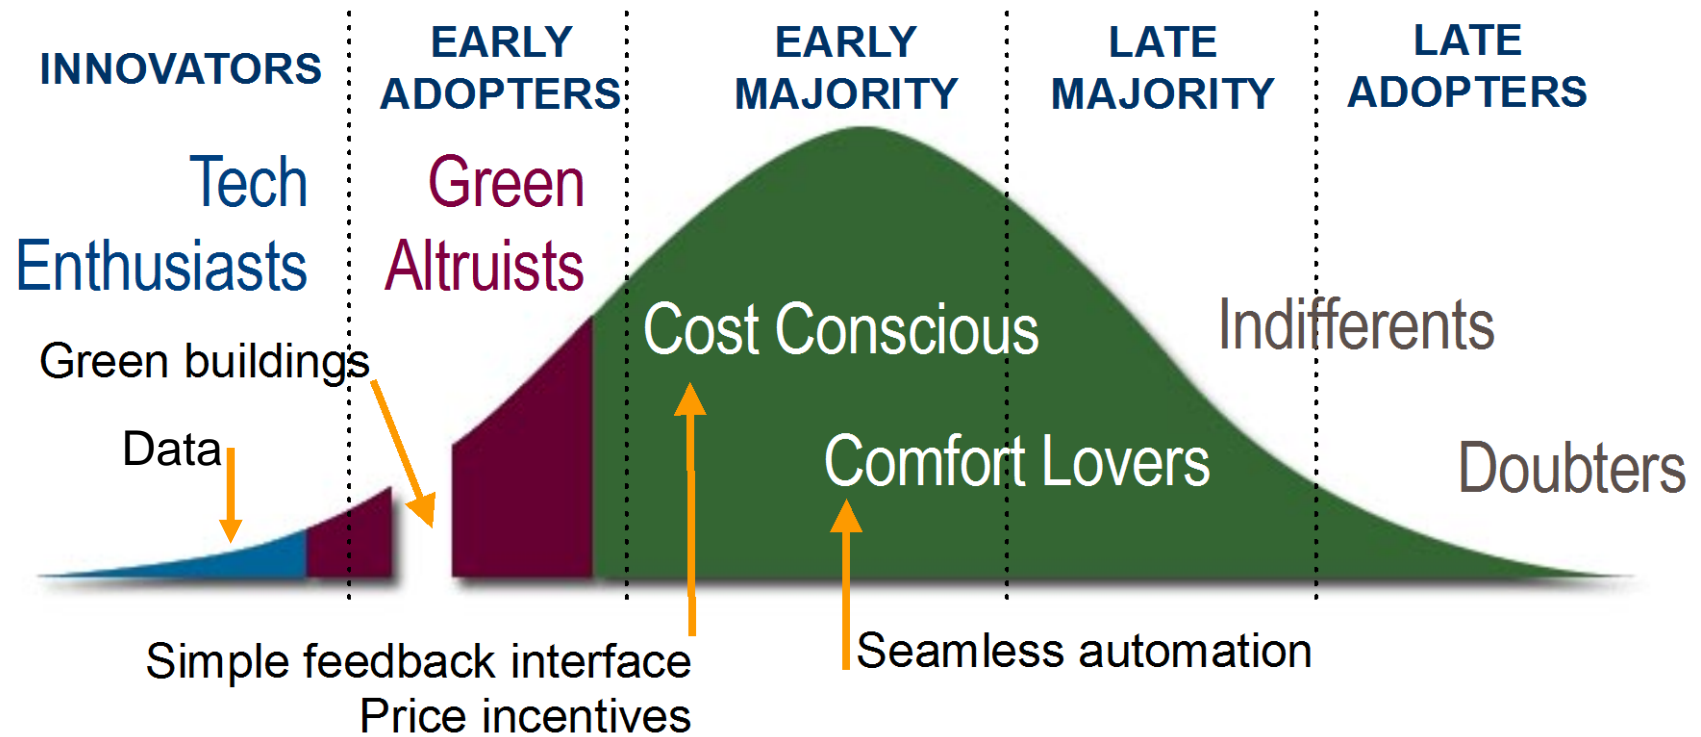 INNOVATORS
EARLY
ADOPTERS
EARLY
MAJORITY
LATE
MAJORITY
LATE
ADOPTERS
Tech
Enthusiasts
Green
Altruists
Cost Conscious
Indifferents
Green buildings
Data
Comfort Lovers
Doubters
Simple feedback interface
Price incentives
Seamless automation